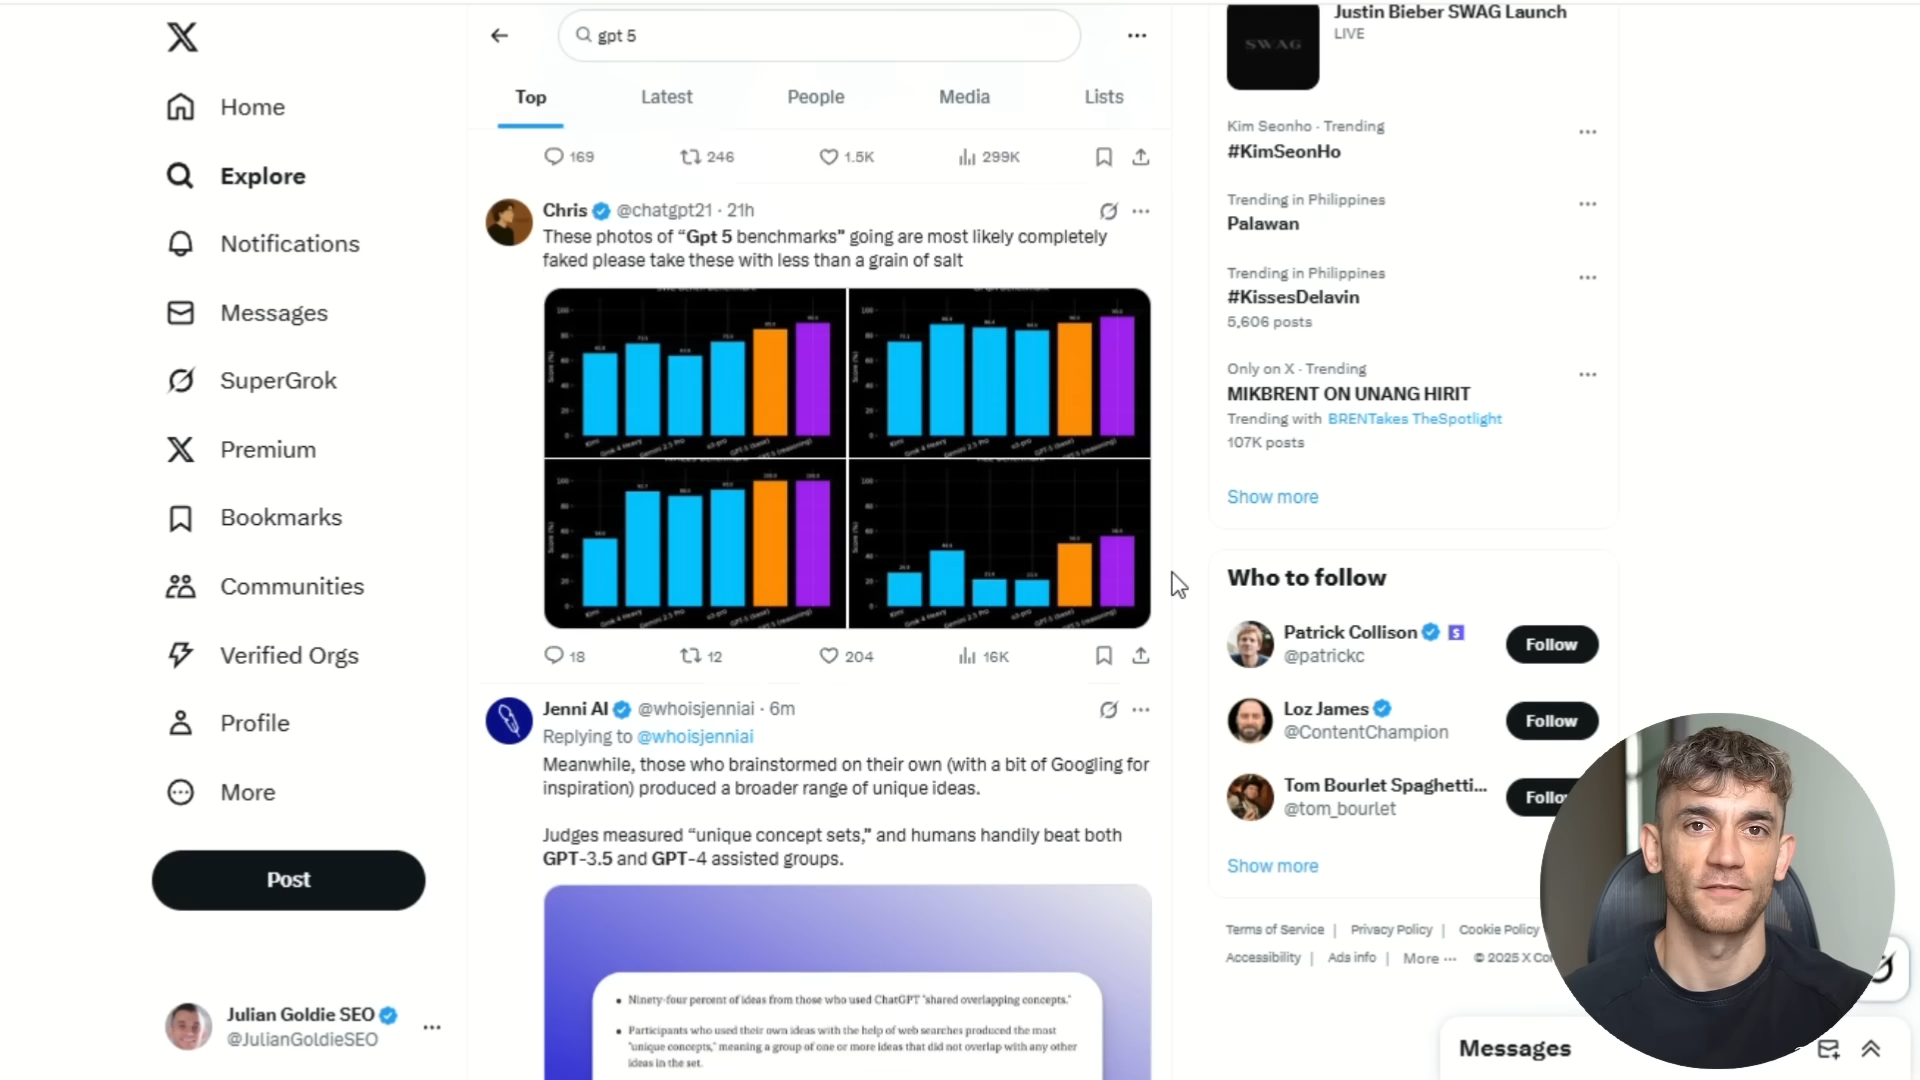 gpt 5
Top
Latest
People
Media
Lists
169
246
1.5K
299K
Home
Explore
Notifications
Messages
SuperGrok
Premium
Bookmarks
Communities
Verified Orgs
Profile
More
Post
Julian Goldie SEO
@JulianGoldieSEO
Chris @chatgpt21 · 21h
These photos of “Gpt 5 benchmarks” going are most likely completely
faked please take these with less than a grain of salt
18
12
204
16K
Jenni AI @whoisjenniai · 6m
Replying to @whoisjenniai
Meanwhile, those who brainstormed on their own (with a bit of Googling for
inspiration) produced a broader range of unique ideas.
Judges measured “unique concept sets,” and humans handily beat both
GPT-3.5 and GPT-4 assisted groups.
Ninety-four percent of ideas from those who used ChatGPT "shared overlapping concepts."
Participants who used their own ideas with the help of web searches produced the most
"unique concepts," meaning a group of one or more ideas that did not overlap with any other
ideas in the set.
SWAG
Justin Bieber SWAG Launch
LIVE
Kim Seonho · Trending
#KimSeonHo
Trending in Philippines
Palawan
Trending in Philippines
#KissesDelavin
5,606 posts
Only on X · Trending
MIKBRENT ON UNANG HIRIT
Trending with BRENTakes TheSpotlight
107K posts
Show more
Who to follow
Patrick Collison
@patrickc
Follow
Loz James
@ContentChampion
Follow
Tom Bourlet Spaghetti...
@tom_bourlet
Show more
Terms of Service | Privacy Policy | Cookie Policy
Accessibility | Ads info | More ··· © 2025 X
Messages